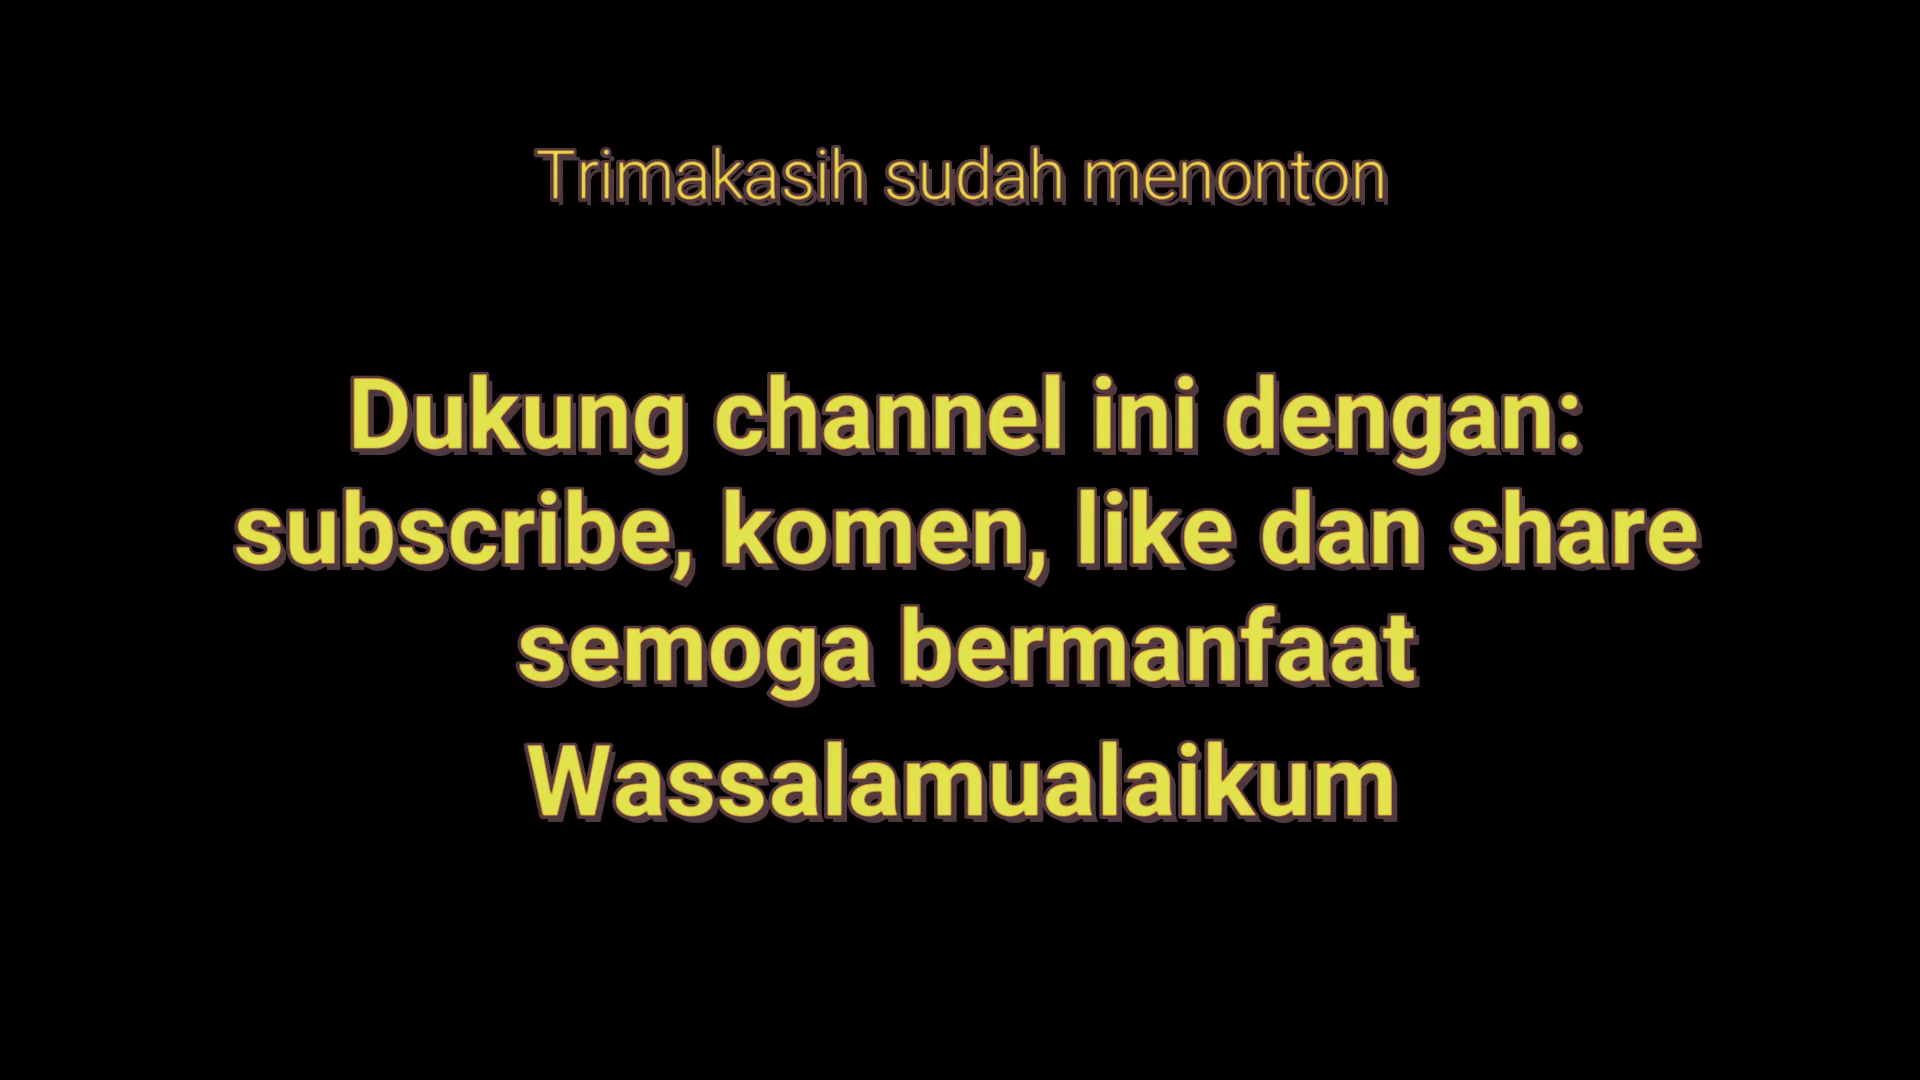 Trimakasih sudah menonton
Dukung channel ini dengan:
subscribe, komen, like dan share
semoga bermanfaat
Wassalamualaikum